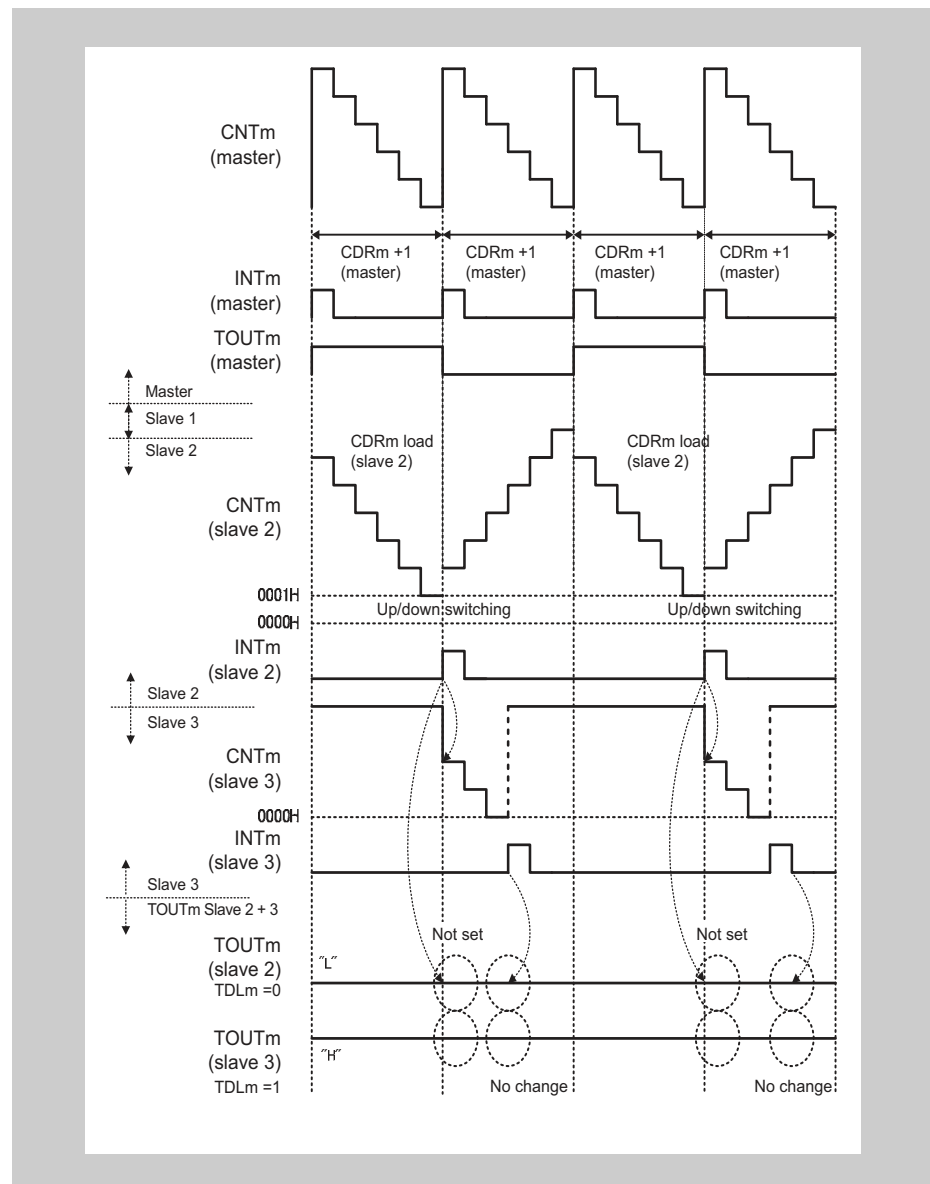 CNTm
(master)
CDRm +1
(master)
CDRm +1
(master)
CDRm +1
(master)
CDRm +1
(master)
INTm
(master)
TOUTm
(master)
Master
Slave 1
Slave 2
CDRm load
(slave 2)
CDRm load
(slave 2)
CNTm
(slave 2)
0001H
Up/down switching
Up/down switching
0000H
INTm
(slave 2)
Slave 2
Slave 3
CNTm
(slave 3)
0000H
INTm
(slave 3)
Slave 3
TOUTm Slave 2 + 3
Not set
Not set
TOUTm
(slave 2)
TDLm =0
"L"
TOUTm
(slave 3)
TDLm =1
"H"
No change
No change